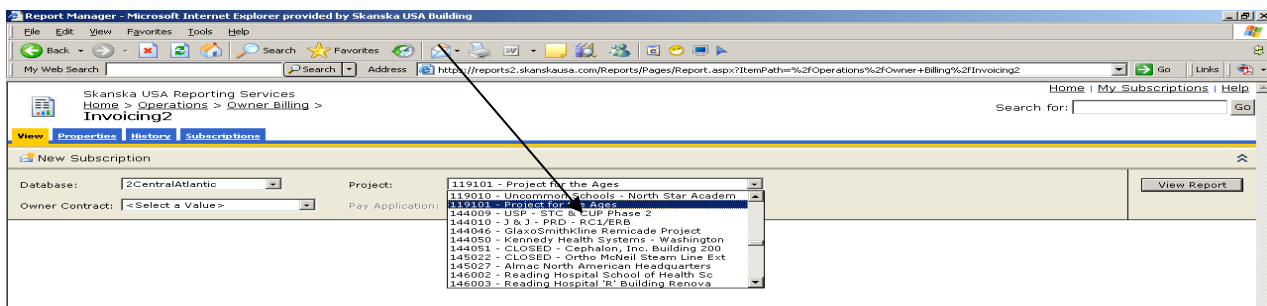 Report Manager - Microsoft Internet Explorer provided by Skanska USA Building
File Edit View Favorites Tools Help
Back Search Favorites
My Web Search Search Address https://reports2.skanskausa.com/Reports/Pages/Report.aspx?ItemPath=%2fOperations%2fOwner+Billing%2fInvoicing2 Go Links
Skanska USA Reporting Services
Home | My Subscriptions | Help
Home > Operations > Owner Billing >
Invoicing2
Search for: Go
View Properties History Subscriptions
New Subscription
Database: 2CentralAtlantic Project: 119101 - Project for the Ages View Report
Owner Contract: <Select a Value> Pay Application:
119010 - Uncommon Schools - North Star Academ
119101 - Project for the Ages
144009 - USP - STC & CUP Phase 2
144010 - J & J - PRD - RC1/ERB
144046 - GlaxoSmithKline Remicade Project
144050 - Kennedy Health Systems - Washington
144051 - CLOSED - Cephalon, Inc. Building 200
145022 - CLOSED - Ortho McNeil Steam Line Ext
145027 - Almac North American Headquarters
146002 - Reading Hospital School of Health Sc
146003 - Reading Hospital 'R' Building Renova